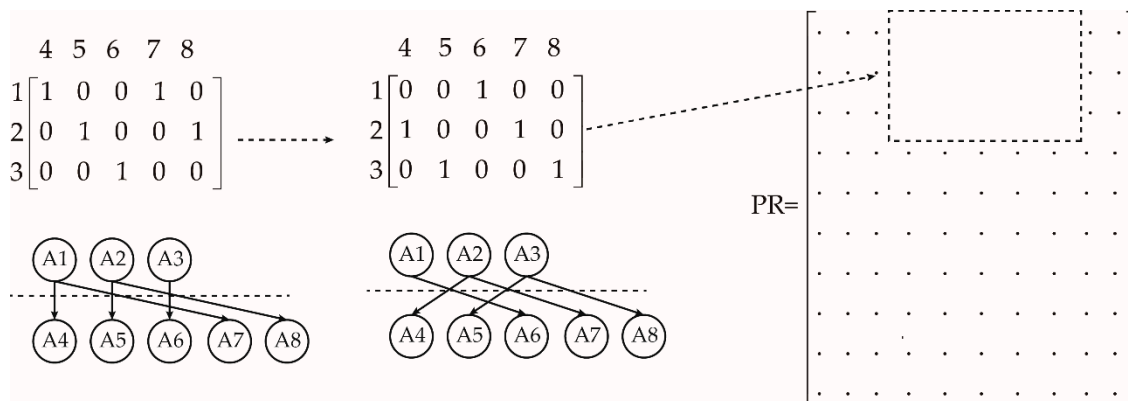 4 5 6 7 8
1 1 0 0 1 0
2 0 1 0 0 1
3 0 0 1 0 0
4 5 6 7 8
1 0 0 1 0 0
2 1 0 0 1 0
3 0 1 0 0 1
PR=
A1 A2 A3
A4 A5 A6 A7 A8
A1 A2 A3
A4 A5 A6 A7 A8